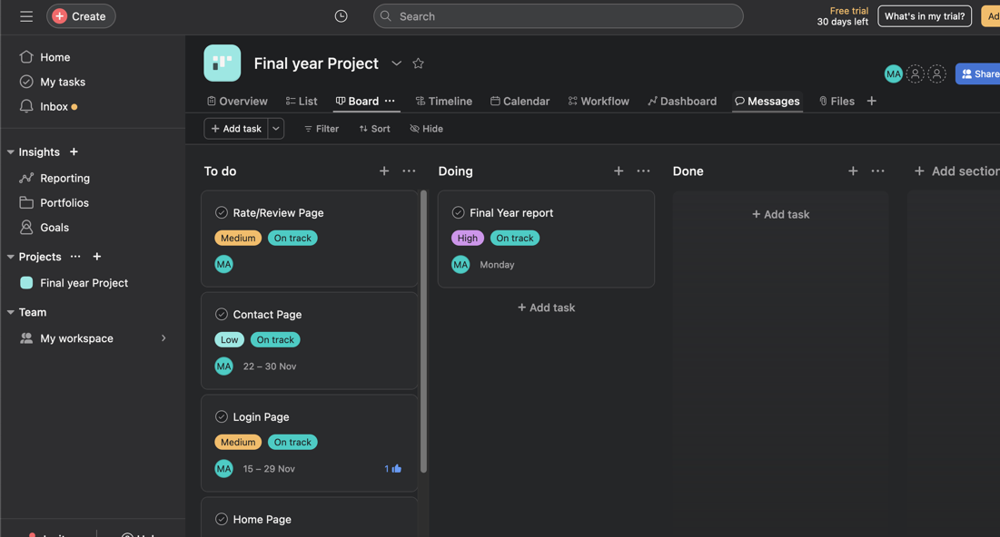 Create
Search
Free trial
30 days left
What's in my trial?
Home
My tasks
Inbox
Insights
Reporting
Portfolios
Goals
Projects
Final year Project
Team
My workspace
Final year Project
MA
Share
Overview
List
Board
Timeline
Calendar
Workflow
Dashboard
Messages
Files
Add task
Filter
Sort
Hide
To do
Rate/Review Page
Medium
On track
MA
Contact Page
Low
On track
MA
22 – 30 Nov
Login Page
Medium
On track
MA
15 – 29 Nov
1
Home Page
Doing
Final Year report
High
On track
MA
Monday
+ Add task
Done
+ Add task